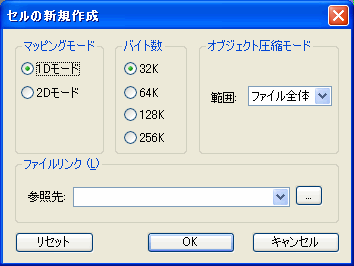 セルの新規作成
マッピングモード
1Dモード
2Dモード
バイト数
32K
64K
128K
256K
オブジェクト圧縮モード
範囲: ファイル全体
ファイルリンク (L)
参照先:
...
リセット
OK
キャンセル